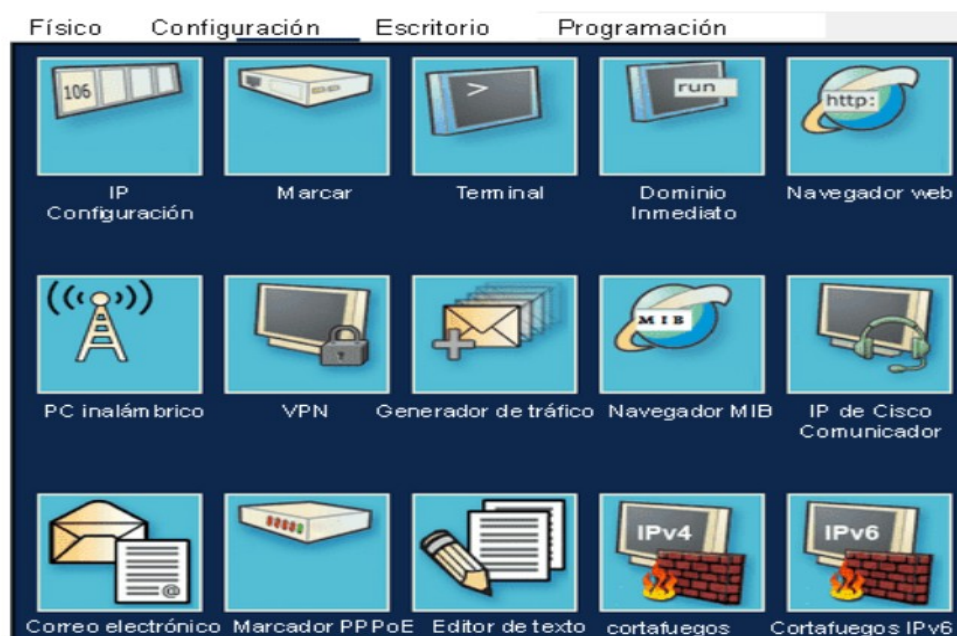 Físico Configuración Escritorio Programación
106
>
run
http:
IP
Configuración
Marcar
Terminal
Dominio
Inmediato
Navegador web
MIB
PC inalámbrico
VPN
Generador de tráfico
Navegador MIB
IP de Cisco
Comunicador
@
IPv4
IPv6
Correo electrónico
Marcador PPPoE
Editor de texto
cortafuegos
Cortafuegos IPv6